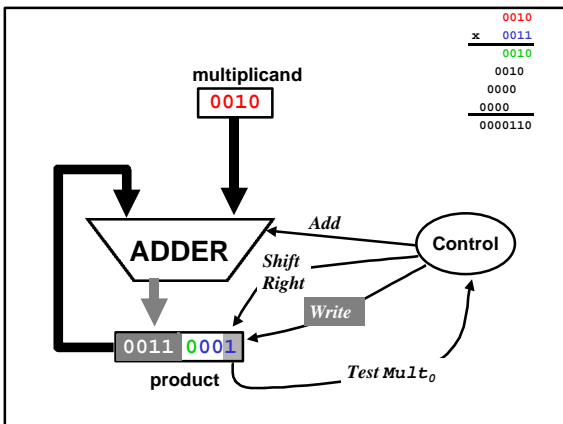 0010
x 0011
0010
0010
0000
0000
0000110
multiplicand
0010
ADDER
Add
Control
Shift
Right
Write
0011 0001
product
Test Mult0